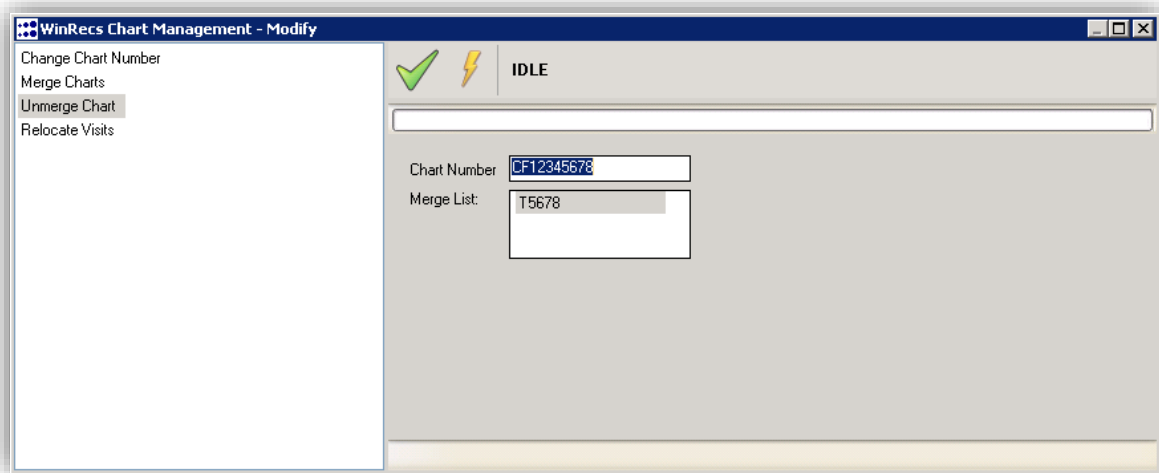 WinRecs Chart Management - Modify
Change Chart Number
Merge Charts
Unmerge Chart
Relocate Visits
IDLE
Chart Number CF12345678
Merge List: T5678